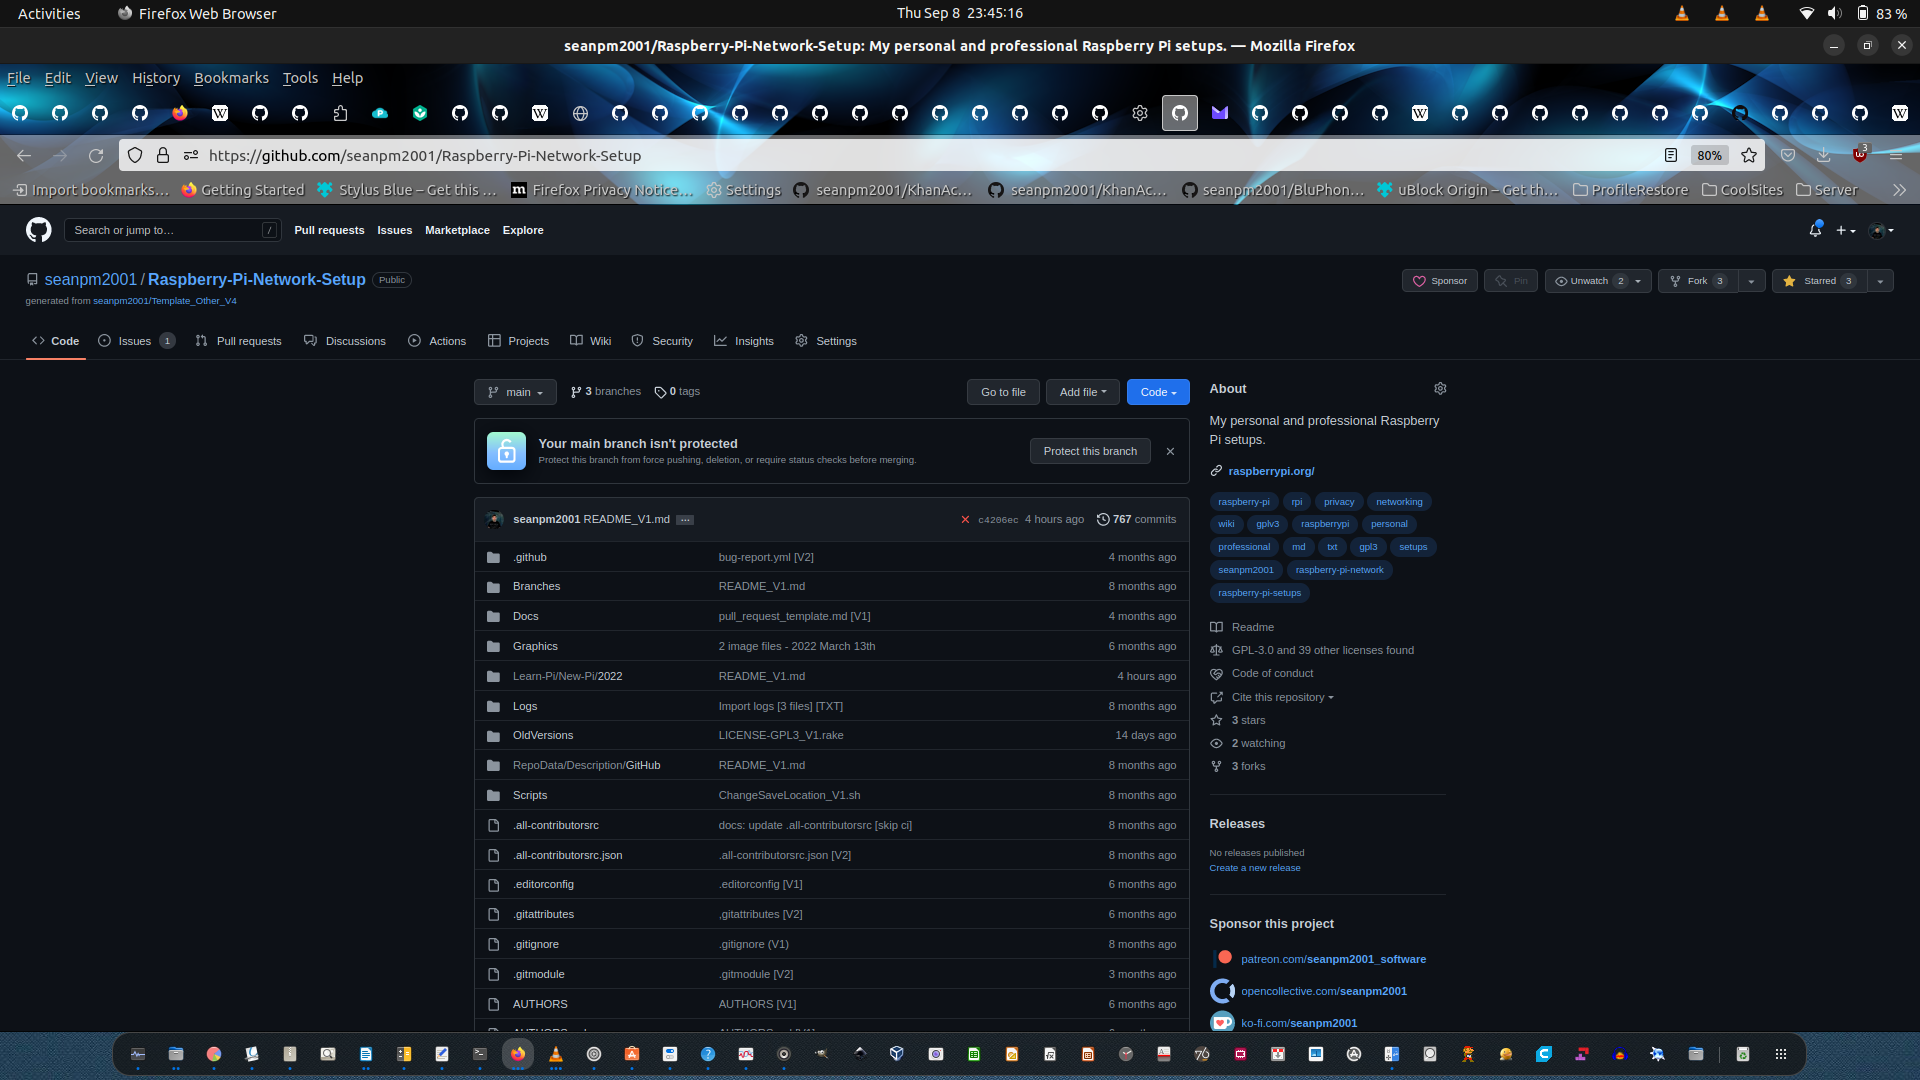 Activities
Firefox Web Browser
Thu Sep 8 23:45:16
83 %
seanpm2001/Raspberry-Pi-Network-Setup: My personal and professional Raspberry Pi setups. — Mozilla Firefox
File Edit View History Bookmarks Tools Help
https://github.com/seanpm2001/Raspberry-Pi-Network-Setup
80%
3
Import bookmarks… Getting Started Stylus Blue – Get this … Firefox Privacy Notice… Settings seanpm2001/KhanAc… seanpm2001/KhanAc… seanpm2001/BluPhon… uBlock Origin – Get th… ProfileRestore CoolSites Server
Search or jump to… / Pull requests Issues Marketplace Explore
seanpm2001 / Raspberry-Pi-Network-Setup Public
generated from seanpm2001/Template_Other_V4
Sponsor Pin Unwatch 2 Fork 3 Starred 3
Code Issues 1 Pull requests Discussions Actions Projects Wiki Security Insights Settings
main 3 branches 0 tags Go to file Add file Code
Your main branch isn't protected
Protect this branch from force pushing, deletion, or require status checks before merging.
Protect this branch
seanpm2001 README_V1.md … c4206ec 4 hours ago 767 commits
.github bug-report.yml [V2] 4 months ago
Branches README_V1.md 8 months ago
Docs pull_request_template.md [V1] 4 months ago
Graphics 2 image files - 2022 March 13th 6 months ago
Learn-Pi/New-Pi/2022 README_V1.md 4 hours ago
Logs Import logs [3 files] [TXT] 8 months ago
OldVersions LICENSE-GPL3_V1.rake 14 days ago
RepoData/Description/GitHub README_V1.md 8 months ago
Scripts ChangeSaveLocation_V1.sh 8 months ago
.all-contributorsrc docs: update .all-contributorsrc [skip ci] 8 months ago
.all-contributorsrc.json .all-contributorsrc.json [V2] 8 months ago
.editorconfig .editorconfig [V1] 6 months ago
.gitattributes ,gitattributes [V2] 6 months ago
.gitignore .gitignore (V1) 8 months ago
.gitmodule .gitmodule [V2] 3 months ago
AUTHORS AUTHORS [V1] 6 months ago
About
My personal and professional Raspberry
Pi setups.
raspberrypi.org/
raspberry-pi rpi privacy networking
wiki gplv3 raspberrypi personal
professional md txt gpl3 setups
seanpm2001 raspberry-pi-network
raspberry-pi-setups
Readme
GPL-3.0 and 39 other licenses found
Code of conduct
Cite this repository
3 stars
2 watching
3 forks
Releases
No releases published
Create a new release
Sponsor this project
patreon.com/seanpm2001_software
opencollective.com/seanpm2001
ko-fi.com/seanpm2001